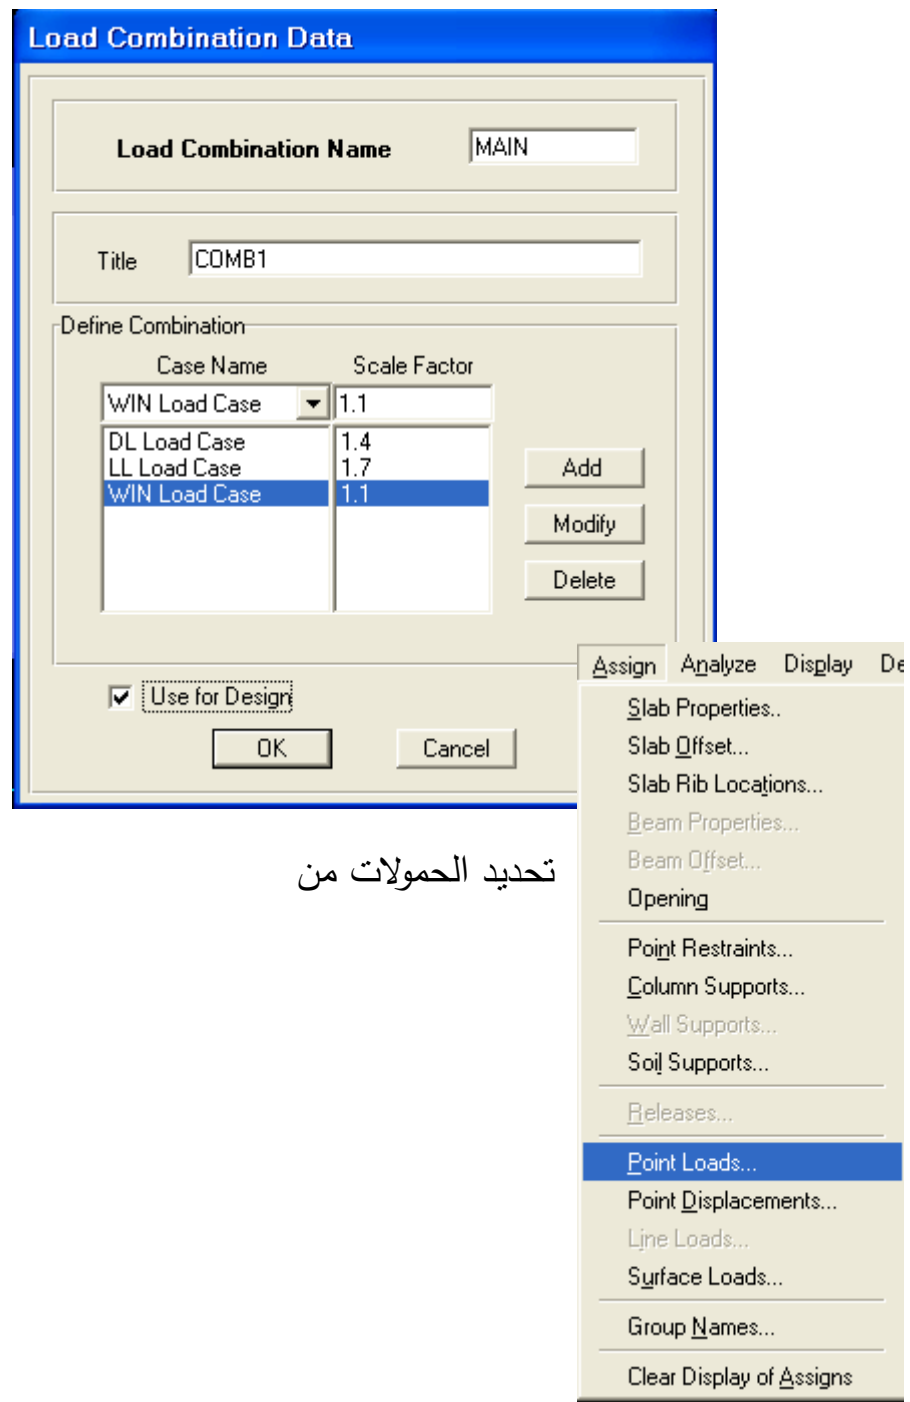 Load Combination Data
Load Combination Name MAIN
Title COMB1
Define Combination
Case Name Scale Factor
WIN Load Case 1.1
DL Load Case 1.4
LL Load Case 1.7
WIN Load Case 1.1
Add
Modify
Delete
Use for Design
OK Cancel
Assign Analyze Display De
Slab Properties..
Slab Offset...
Slab Rib Locations...
Beam Properties...
Beam Offset...
Opening
Point Restraints...
Column Supports...
Wall Supports...
Soil Supports...
Releases...
Point Loads...
Point Displacements...
Line Loads...
Surface Loads...
Group Names...
Clear Display of Assigns
تحديد الحمولات من